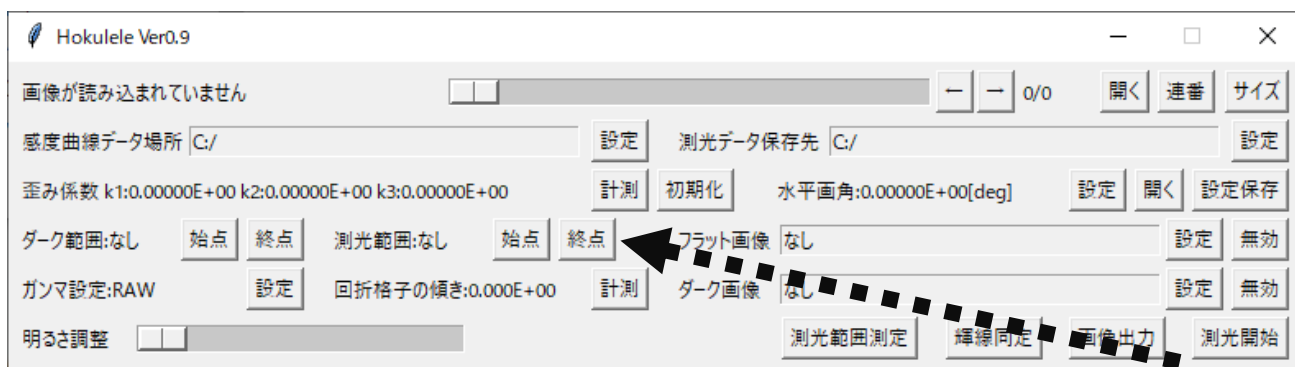 Hokulele Ver0.9
画像が読み込まれていません ← → 0/0 開く 連番 サイズ
感度曲線データ場所 C:/ 設定 測光データ保存先 C:/ 設定
歪み係数 k1:0.00000E+00 k2:0.00000E+00 k3:0.00000E+00 計測 初期化 水平画角:0.00000E+00[deg] 設定 開く 設定保存
ダーク範囲:なし 始点 終点 測光範囲:なし 始点 終点 フラット画像 なし 設定 無効
ガンマ設定:RAW 設定 回折格子の傾き:0.000E+00 計測 ダーク画像 なし 設定 無効
明るさ調整 測光範囲測定 輝線同定 画像出力 測光開始